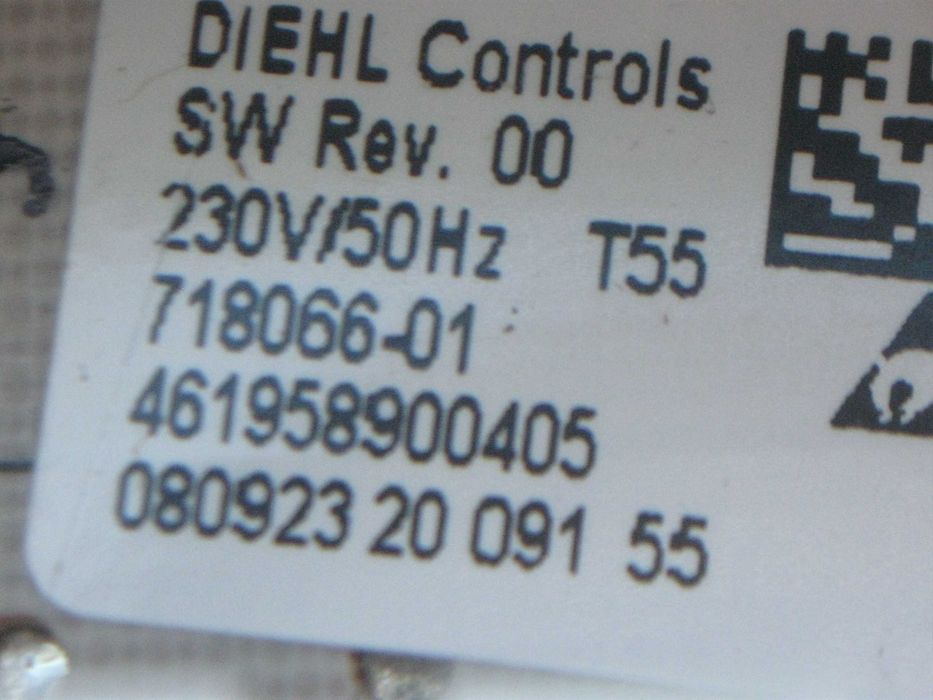 DIEHL Controls
SW Rev. 00
230V/50Hz T55
718066-01
461958900405
080923 20 091 55